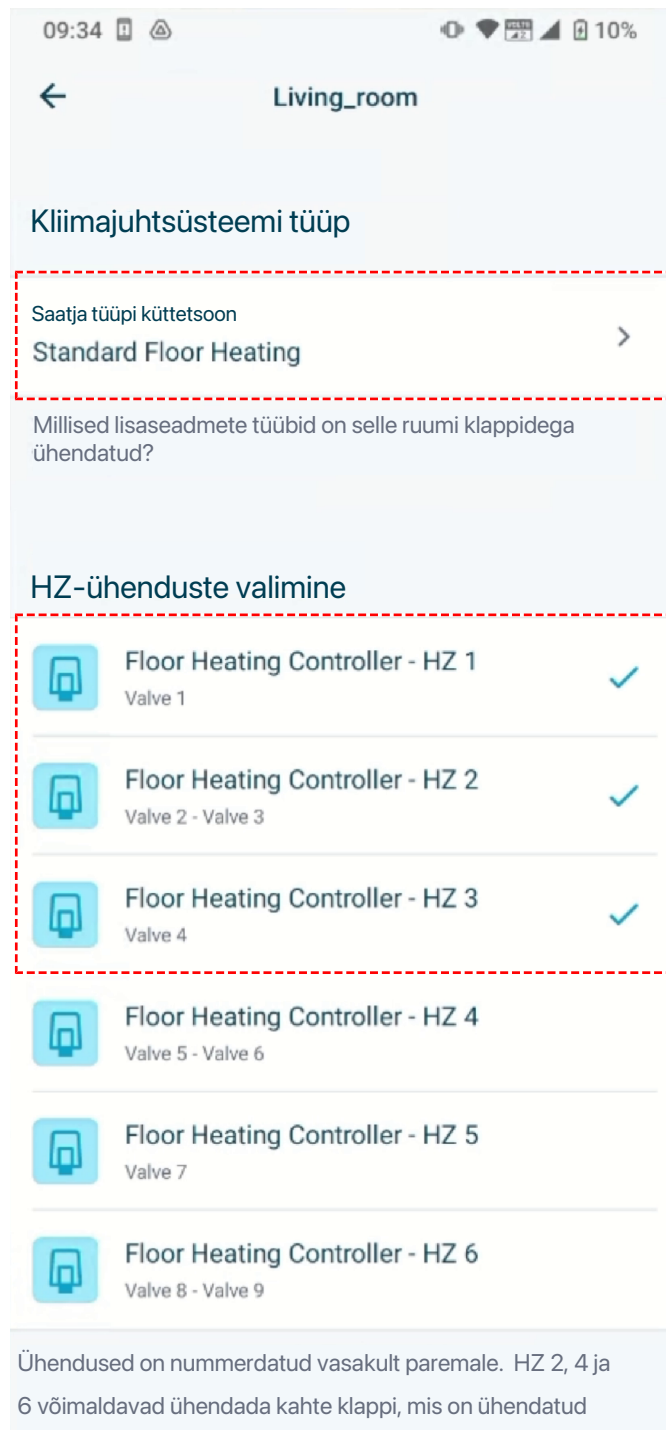 09:34 10%
Living_room
Kliimajuhtsüsteemi tüüp
Saatja tüüpi küttetsoon
Standard Floor Heating
Millised lisaseadmete tüübid on selle ruumi klappidega
ühendatud?
HZ-ühenduste valimine
Floor Heating Controller - HZ 1
Valve 1
Floor Heating Controller - HZ 2
Valve 2 - Valve 3
Floor Heating Controller - HZ 3
Valve 4
Floor Heating Controller - HZ 4
Valve 5 - Valve 6
Floor Heating Controller - HZ 5
Valve 7
Floor Heating Controller - HZ 6
Valve 8 - Valve 9
Ühendused on nummerdatud vasakult paremale. HZ 2, 4 ja
6 võimaldavad ühendada kahte klappi, mis on ühendatud